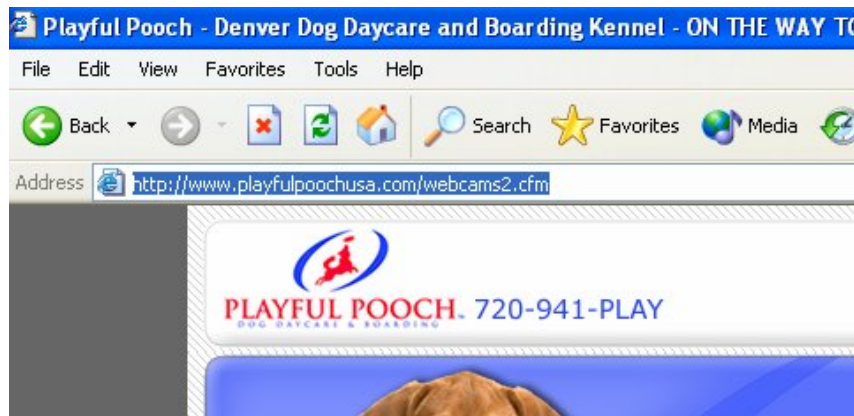 Playful Pooch - Denver Dog Daycare and Boarding Kennel - ON THE WAY TO
File Edit View Favorites Tools Help
Back Search Favorites Media
Address http://www.playfulpoochusa.com/webcams2.cfm
PLAYFUL POOCH™ 720-941-PLAY
DOG DAYCARE & BOARDING